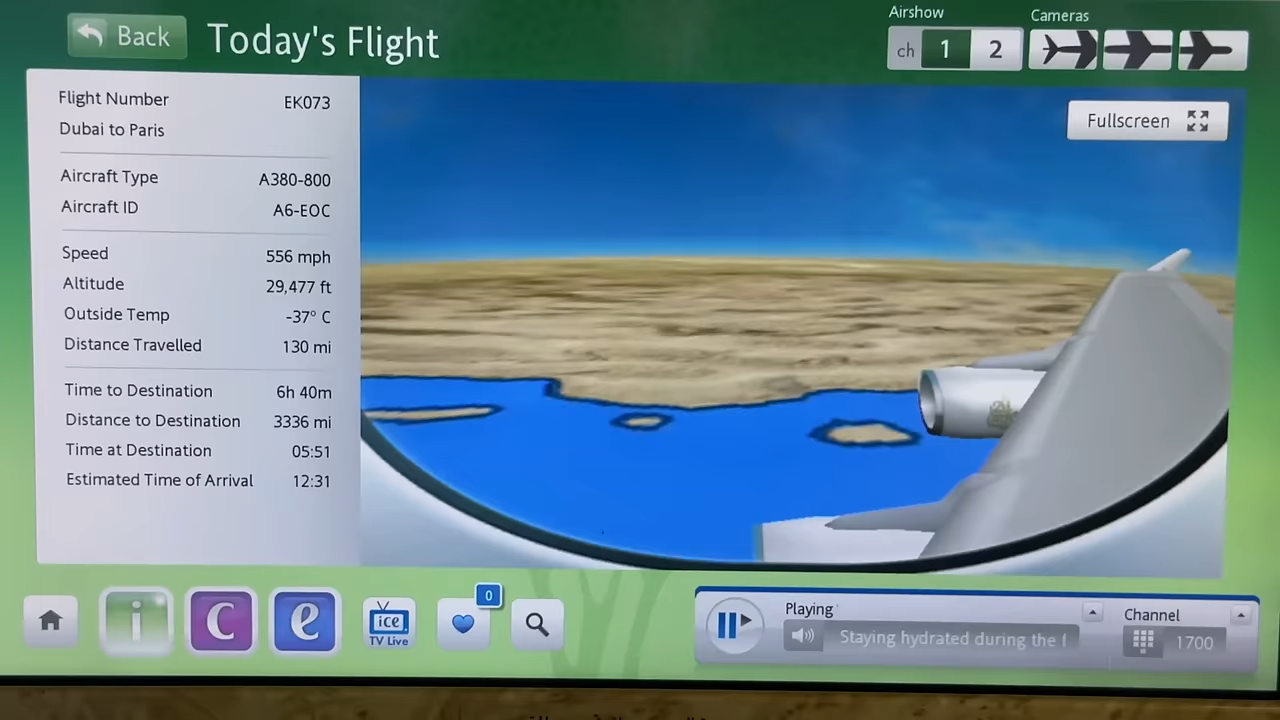 Back
Today's Flight
Airshow
ch 1 2
Cameras
Flight Number EK073
Dubai to Paris
Aircraft Type A380-800
Aircraft ID A6-EOC
Speed 556 mph
Altitude 29,477 ft
Outside Temp -37° C
Distance Travelled 130 mi
Time to Destination 6h 40m
Distance to Destination 3336 mi
Time at Destination 05:51
Estimated Time of Arrival 12:31
Fullscreen
i
C
e
ice
TV Live
0
Playing
Staying hydrated during the
Channel
1700